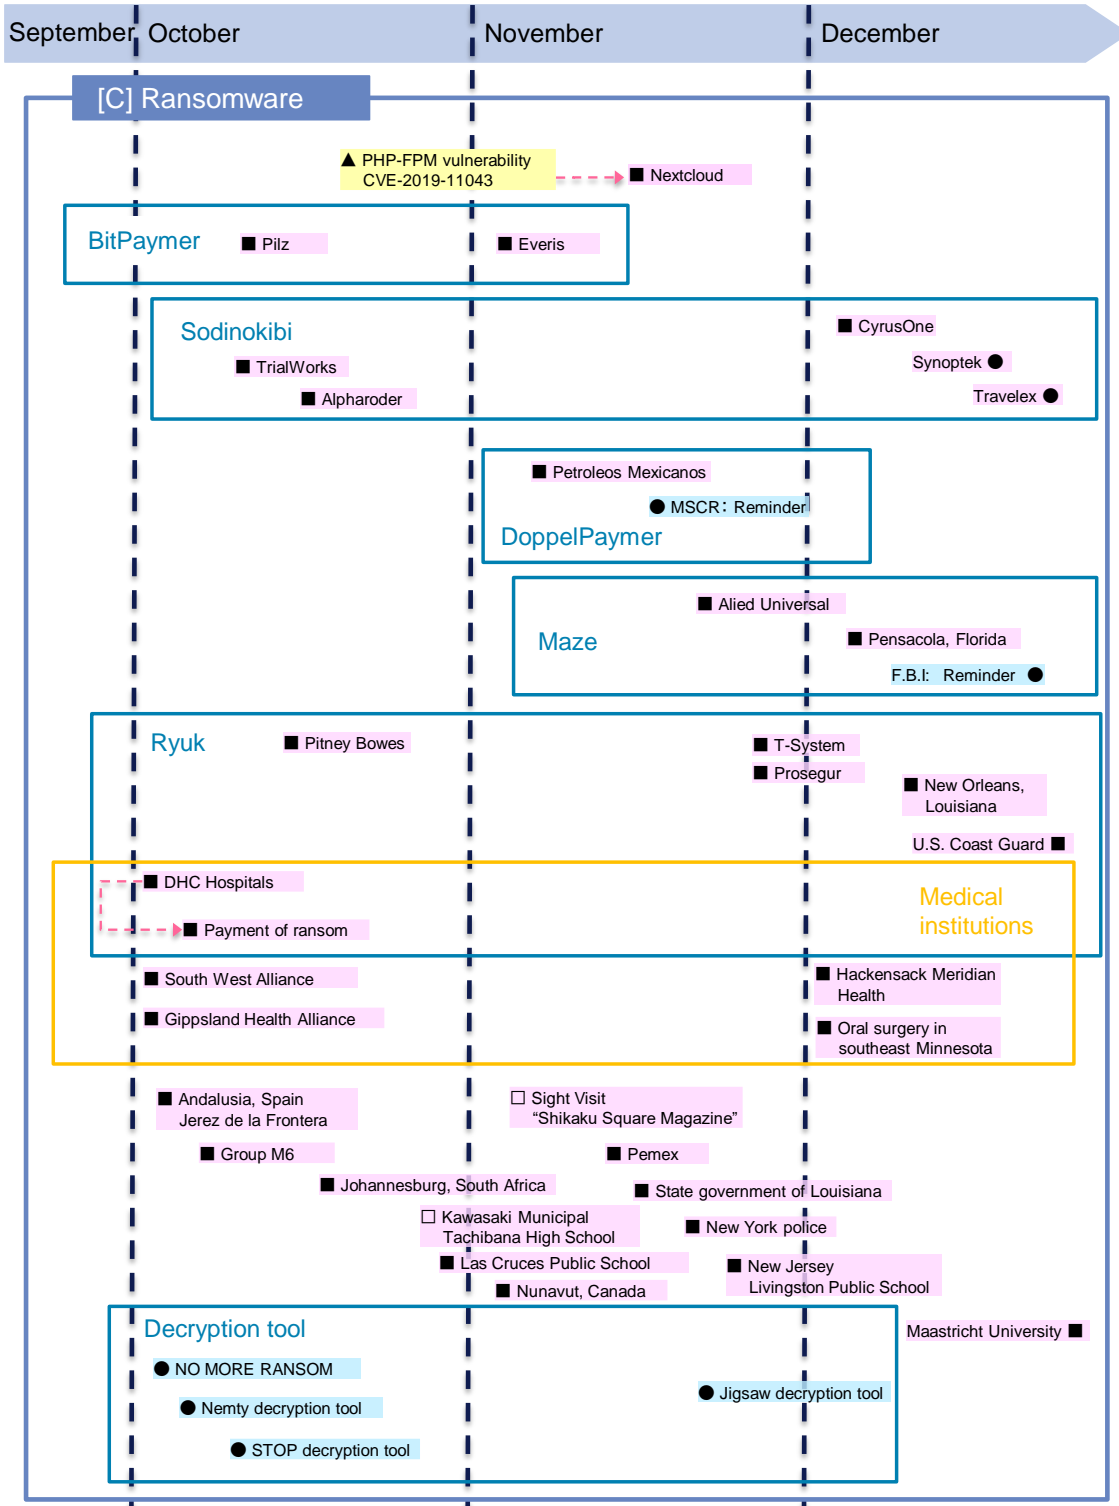 September
October
November
December
[C] Ransomware
▲ PHP-FPM vulnerability
CVE-2019-11043
■ Nextcloud
BitPaymer
■ Pilz
■ Everis
Sodinokibi
■ CyrusOne
■ TrialWorks
Synoptek ●
■ Alpharoder
Travelex ●
■ Petroleos Mexicanos
● MSCR: Reminder
DoppelPaymer
■ Alied Universal
Maze
■ Pensacola, Florida
F.B.I: Reminder ●
Ryuk
■ Pitney Bowes
■ T-System
■ Prosegur
■ New Orleans,
Louisiana
U.S. Coast Guard ■
■ DHC Hospitals
Medical
institutions
■ Payment of ransom
■ South West Alliance
■ Hackensack Meridian
Health
■ Gippsland Health Alliance
■ Oral surgery in
southeast Minnesota
■ Andalusia, Spain
Jerez de la Frontera
□ Sight Visit
“Shikaku Square Magazine”
■ Group M6
■ Pemex
■ Johannesburg, South Africa
■ State government of Louisiana
□ Kawasaki Municipal
Tachibana High School
■ New York police
■ Las Cruces Public School
■ New Jersey
Livingston Public School
■ Nunavut, Canada
Decryption tool
Maastricht University ■
● NO MORE RANSOM
● Jigsaw decryption tool
● Nemty decryption tool
● STOP decryption tool